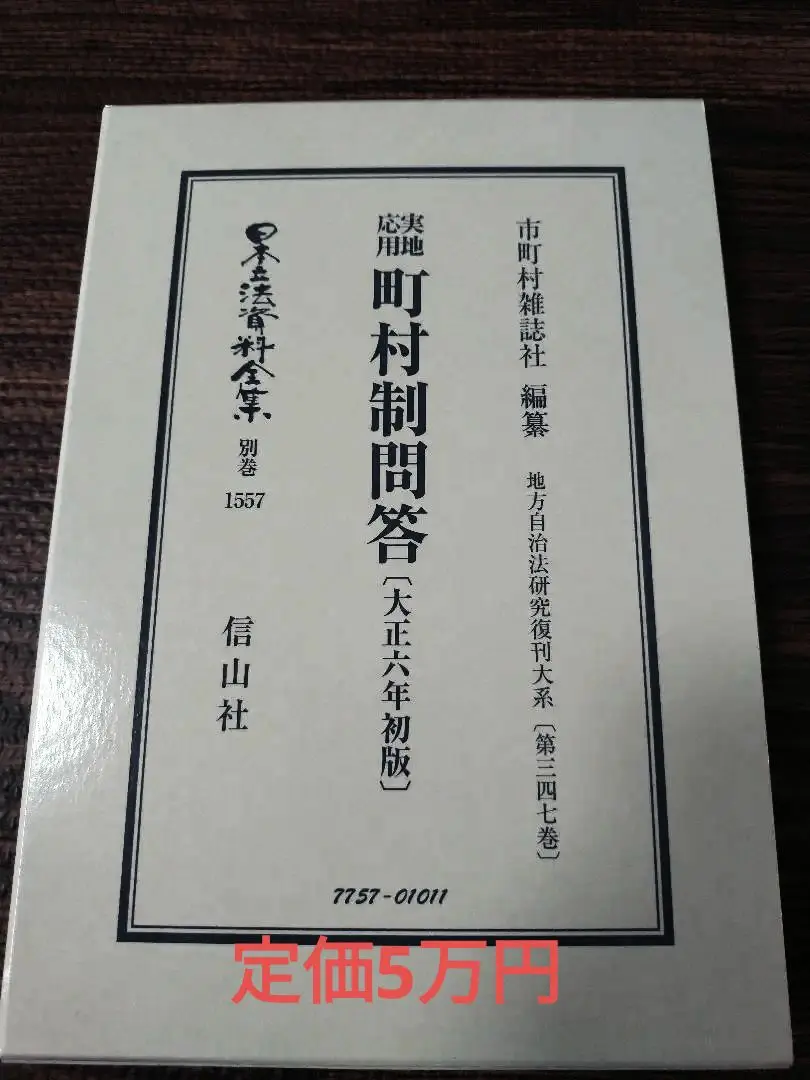 市町村雑誌社 編纂
地方自治法研究復刊大系〔第三四七巻〕
実地
応用
町村制問答〔大正六年初版〕
日本立法資料全集
別巻
1557
信山社
7757-01011
定価5万円